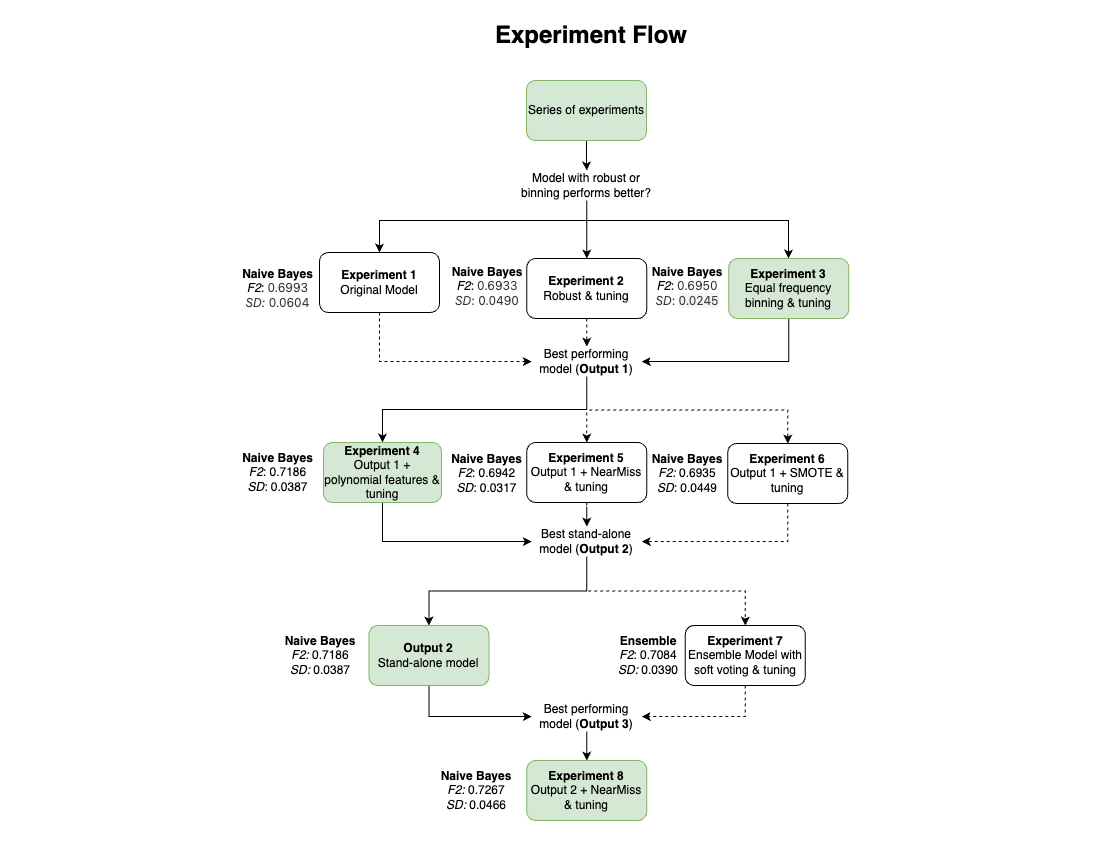 Experiment Flow
Series of experiments
Model with robust or
binning performs better?
Naive Bayes
F2: 0.6993
SD: 0.0604
Experiment 1
Original Model
Naive Bayes
F2: 0.6933
SD: 0.0490
Experiment 2
Robust & tuning
Naive Bayes
F2: 0.6950
SD: 0.0245
Experiment 3
Equal frequency
binning & tuning
Best performing
model (Output 1)
Naive Bayes
F2: 0.7186
SD: 0.0387
Experiment 4
Output 1 +
polynomial features &
tuning
Naive Bayes
F2: 0.6942
SD: 0.0317
Experiment 5
Output 1 + NearMiss
& tuning
Naive Bayes
F2: 0.6935
SD: 0.0449
Experiment 6
Output 1 + SMOTE &
tuning
Best stand-alone
model (Output 2)
Naive Bayes
F2: 0.7186
SD: 0.0387
Output 2
Stand-alone model
Ensemble
F2: 0.7084
SD: 0.0390
Experiment 7
Ensemble Model with
soft voting & tuning
Best performing
model (Output 3)
Naive Bayes
F2: 0.7267
SD: 0.0466
Experiment 8
Output 2 + NearMiss
& tuning